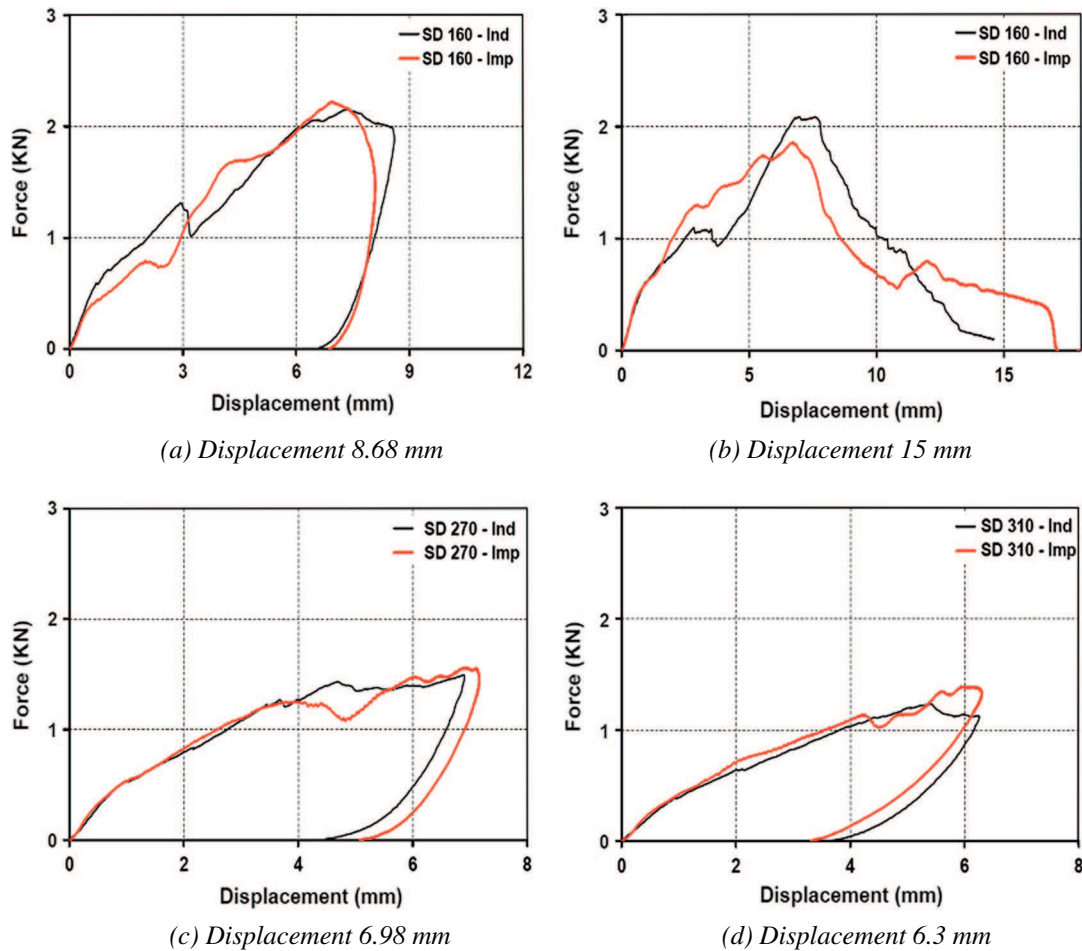 3
SD 160 - Ind
SD 160 - Imp
2
Force (KN)
1
0
0 3 6 9 12
Displacement (mm)
(a) Displacement 8.68 mm
3
SD 160 - Ind
SD 160 - Imp
2
Force (KN)
1
0
0 5 10 15
Displacement (mm)
(b) Displacement 15 mm
3
SD 270 - Ind
SD 270 - Imp
2
Force (KN)
1
0
0 2 4 6 8
Displacement (mm)
(c) Displacement 6.98 mm
3
SD 310 - Ind
SD 310 - Imp
2
Force (KN)
1
0
0 2 4 6 8
Displacement (mm)
(d) Displacement 6.3 mm